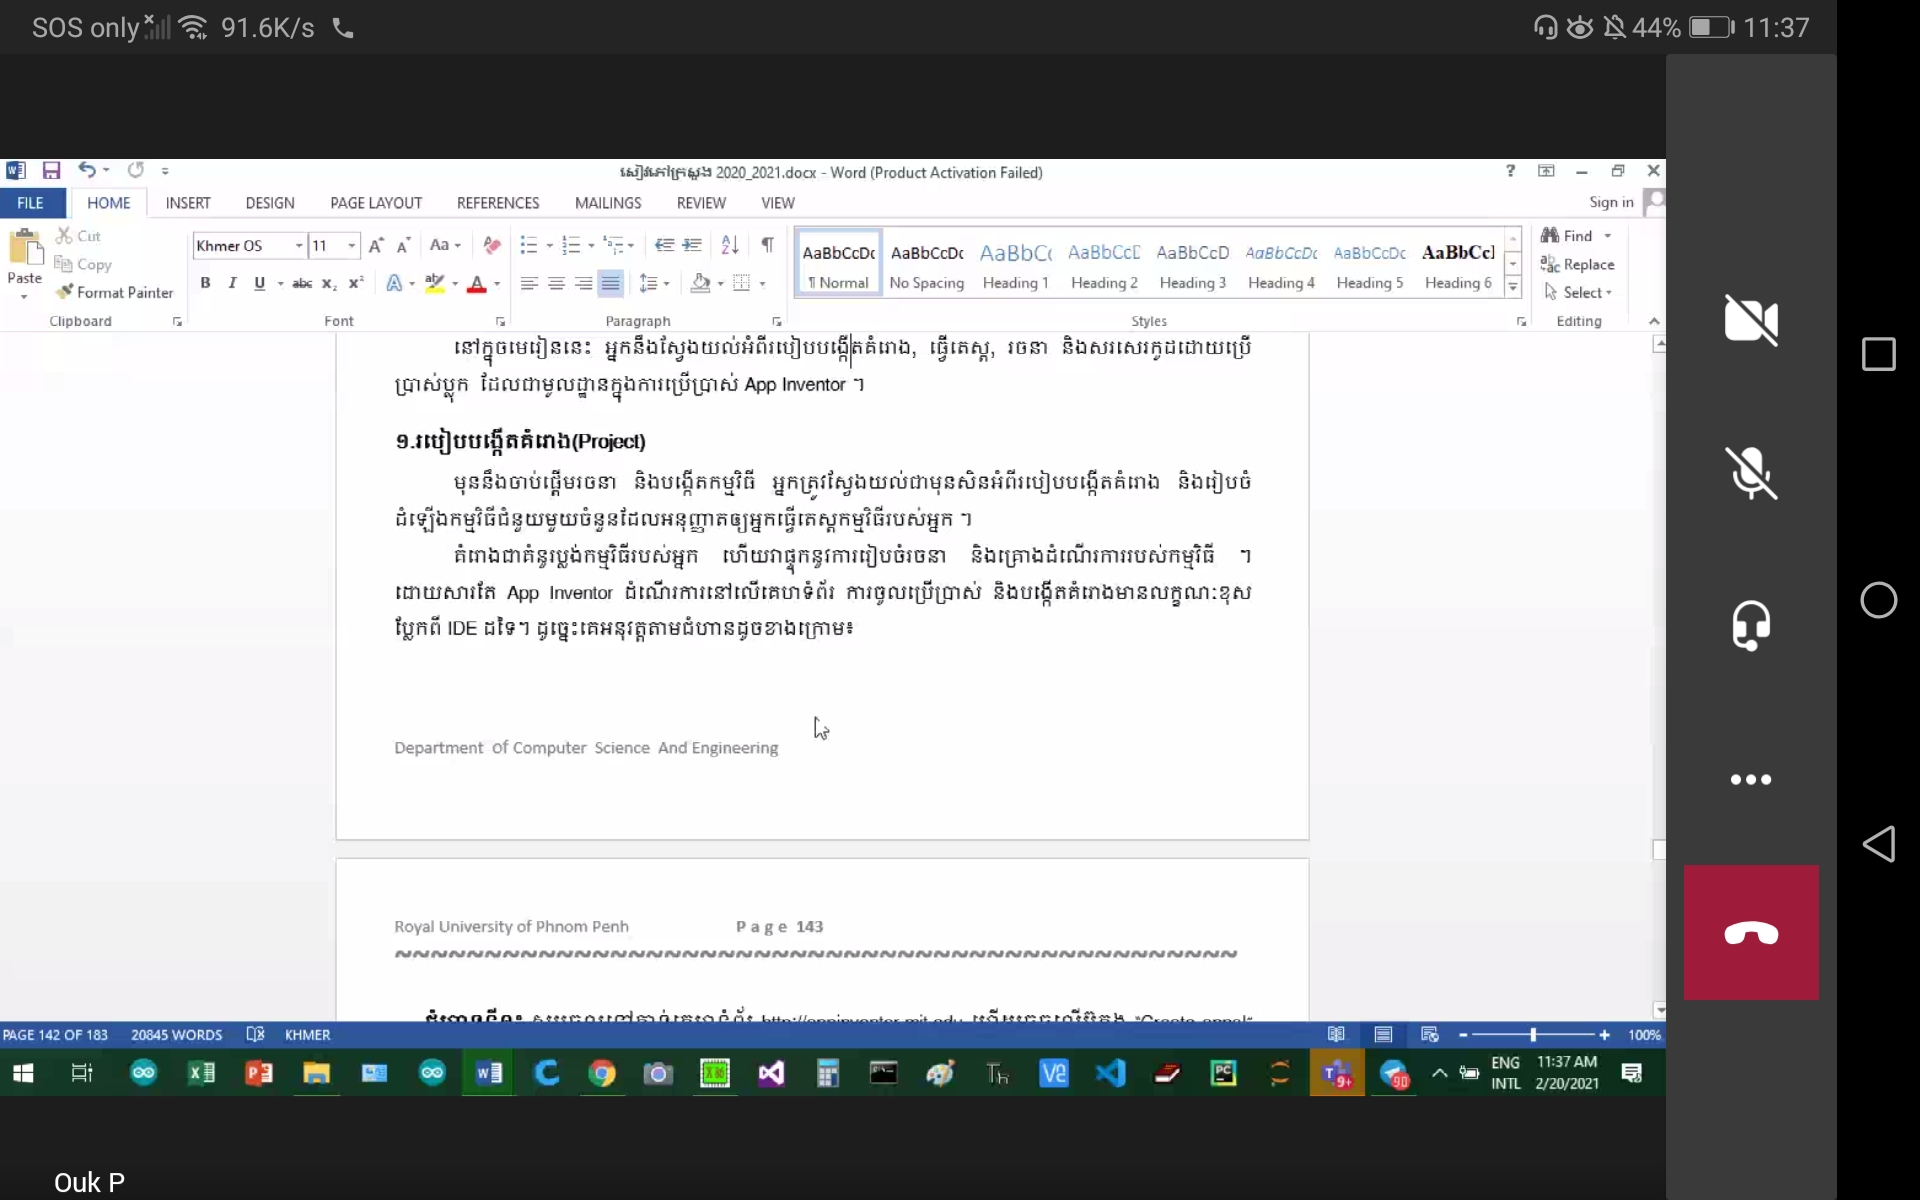 SOS only 91.6K/s 44% 11:37
សៀវភៅក្រសួង 2020_2021.docx - Word (Product Activation Failed)
FILE HOME INSERT DESIGN PAGE LAYOUT REFERENCES MAILINGS REVIEW VIEW Sign in
Cut
Copy
Paste
Format Painter
Khmer OS 11
AaBbCcDc AaBbCcDc AaBbC AaBbCcD AaBbCcD AaBbCcDc AaBbCcDc AaBbCc
¶ Normal No Spacing Heading 1 Heading 2 Heading 3 Heading 4 Heading 5 Heading 6
Find
Replace
Select
Clipboard Font Paragraph Styles Editing
នៅក្នុចមេរៀននេះ អ្នកនឹងស្វែងយល់អំពីរបៀបបង្កើតគំរោង, ធ្វើតេស្ត, រចនា និងសរសេរកូដដោយប្រើ
ប្រាស់ប្លុក ដែលជាមូលដ្ឋានក្នុងការប្រើប្រាស់ App Inventor ។
១.របៀបបង្កើតគំរោង(Project)
មុននឹងចាប់ផ្តើមរចនា និងបង្កើតកម្មវិធី អ្នកត្រូវស្វែងយល់ជាមុនសិនអំពីរបៀបបង្កើតគំរោង និងរៀបចំ
ដំឡើងកម្មវិធីជំនួយមួយចំនួនដែលអនុញ្ញាតឲ្យអ្នកធ្វើតេស្តកម្មវិធីរបស់អ្នក ។
គំរោងជាគំនូរប្លង់កម្មវិធីរបស់អ្នក ហើយវាផ្ទុកនូវការរៀបចំរចនា និងគ្រោងដំណើរការរបស់កម្មវិធី ។
ដោយសារតែ App Inventor ដំណើរការនៅលើគេហទំព័រ ការចូលប្រើប្រាស់ និងបង្កើតគំរោងមានលក្ខណៈខុស
ប្លែកពី IDE ដទៃ។ ដូច្នេះគេអនុវត្តតាមជំហានដូចខាងក្រោម៖
Department Of Computer Science And Engineering
Royal University of Phnom Penh Page 143
PAGE 142 OF 183 20845 WORDS KHMER 100%
ENG 11:37 AM
INTL 2/20/2021
Ouk P